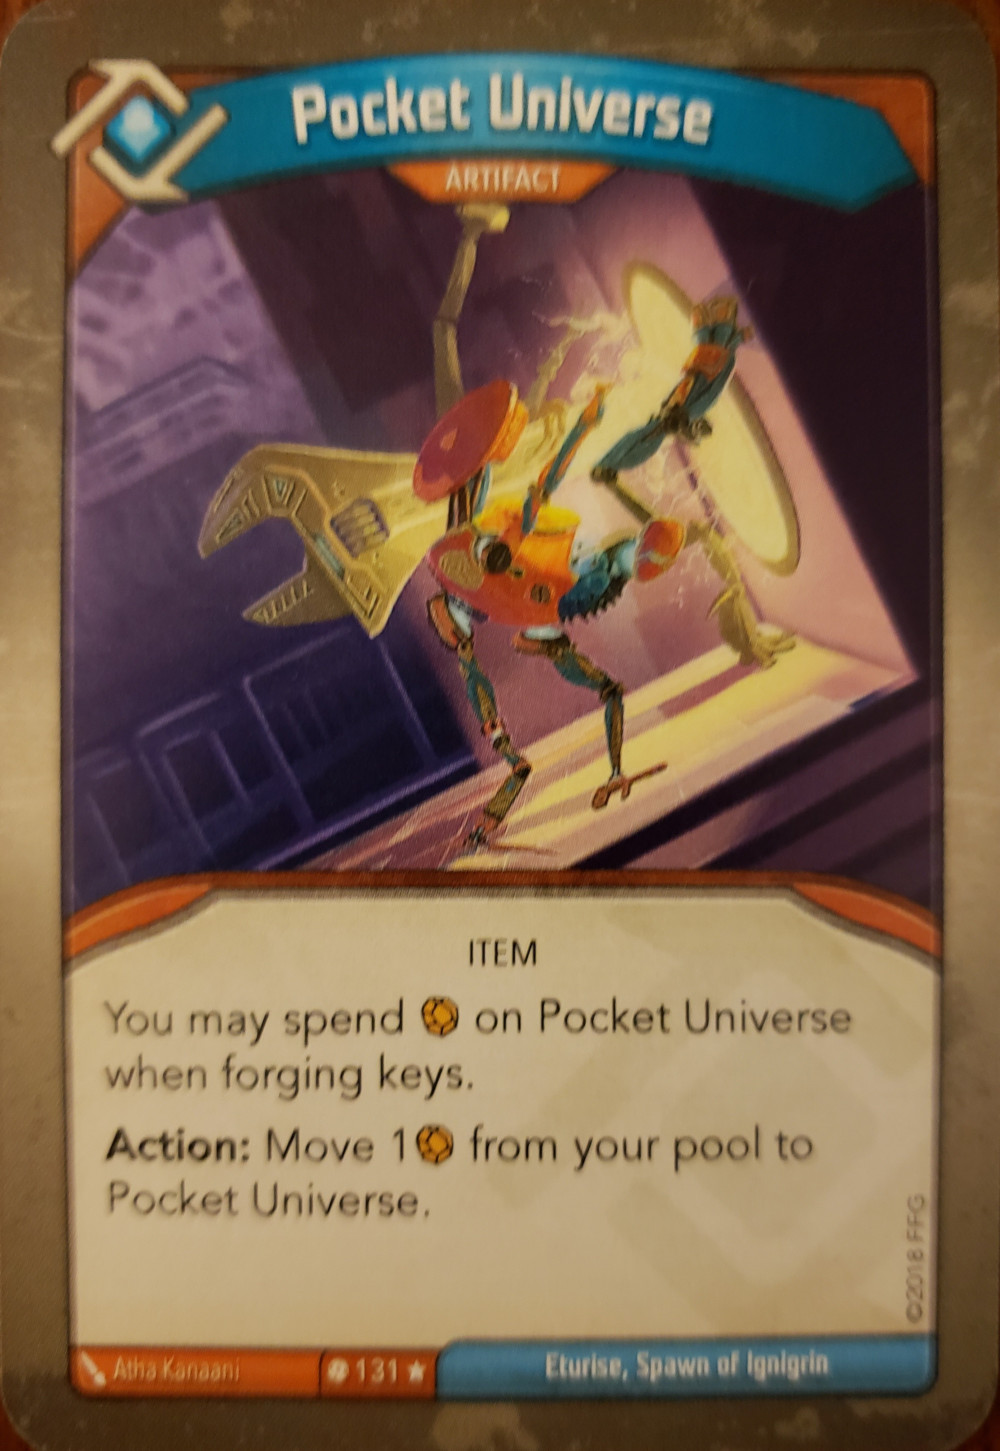 Pocket Universe
ARTIFACT
ITEM
You may spend on Pocket Universe
when forging keys.
Action: Move 1 from your pool to
Pocket Universe.
©2018 FFG
Atha Kanaani
131
Eturise, Spawn of Ignigrin